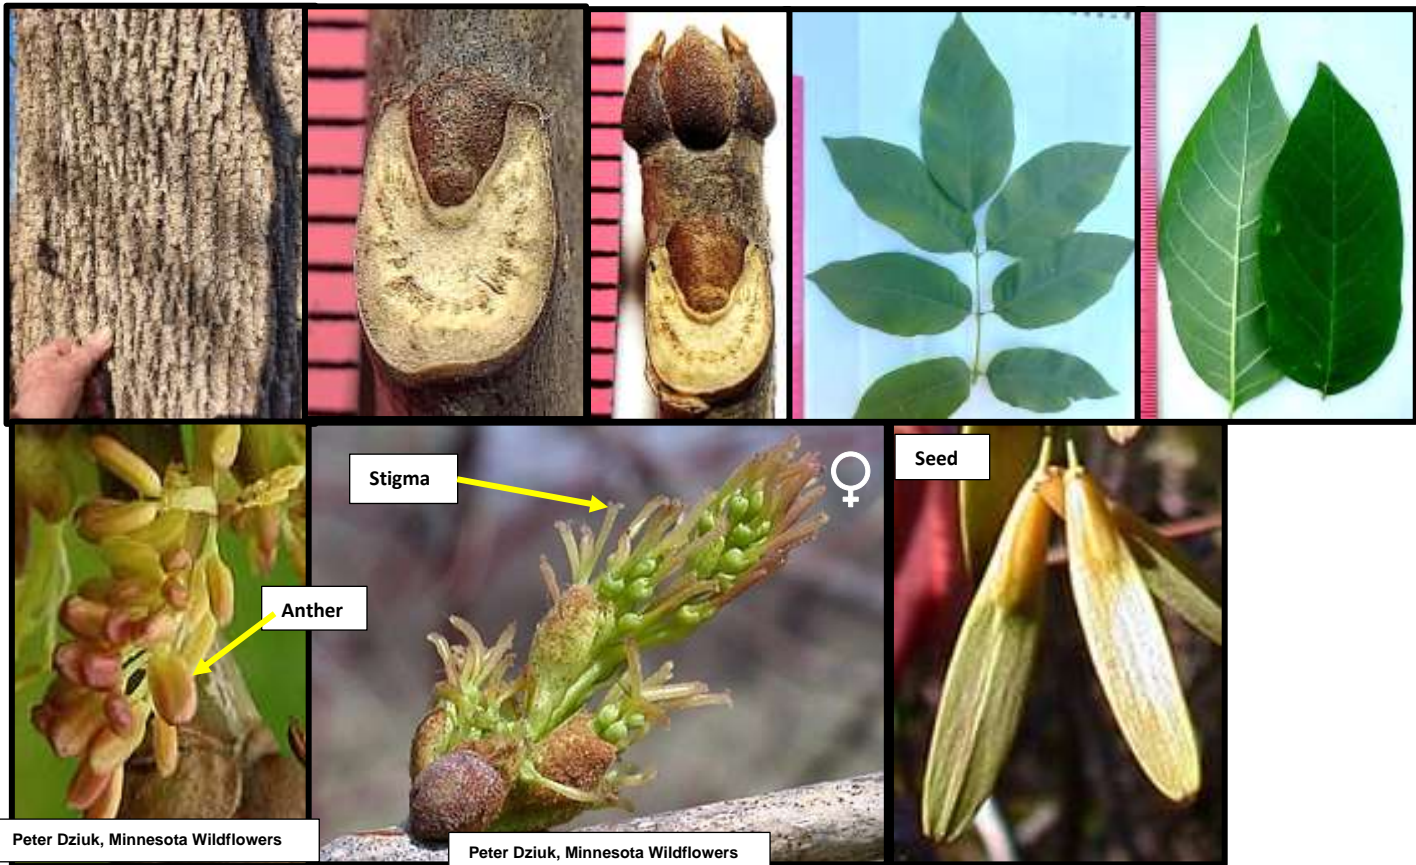 Stigma
♀
Seed
Anther
Peter Dziuk, Minnesota Wildflowers
Peter Dziuk, Minnesota Wildflowers